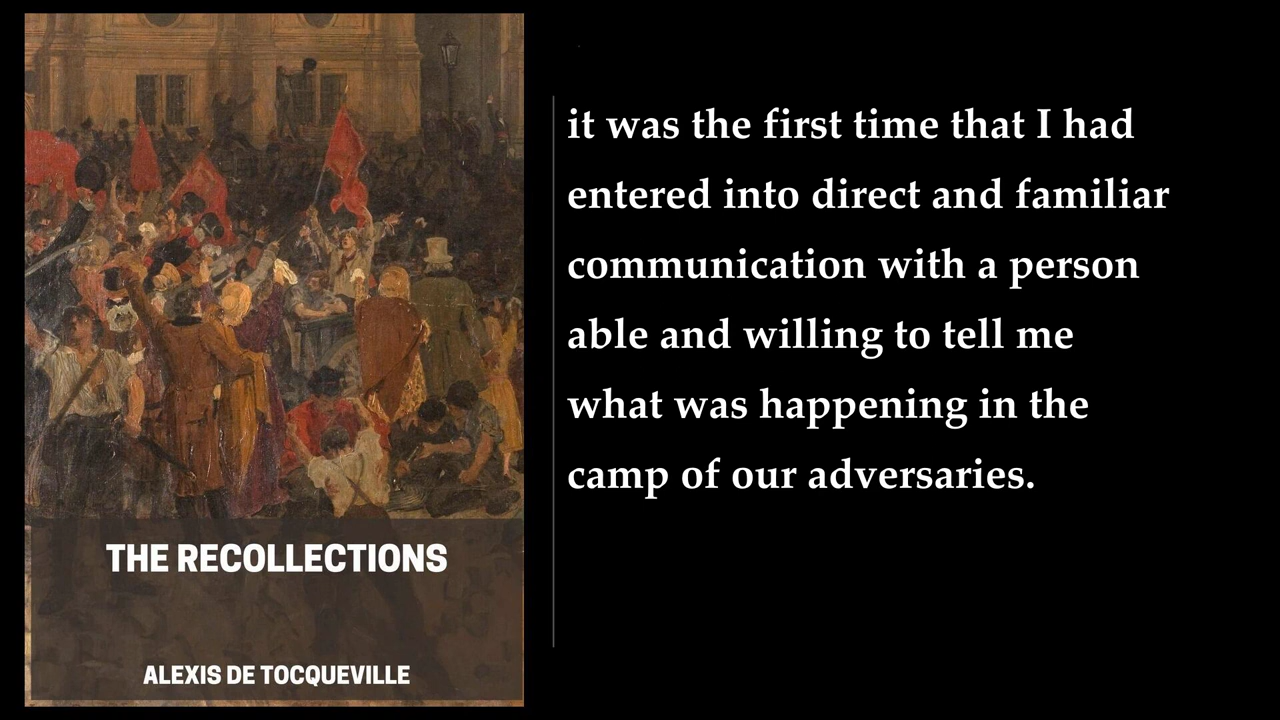 THE RECOLLECTIONS
ALEXIS DE TOCQUEVILLE
it was the first time that I had
entered into direct and familiar
communication with a person
able and willing to tell me
what was happening in the
camp of our adversaries.